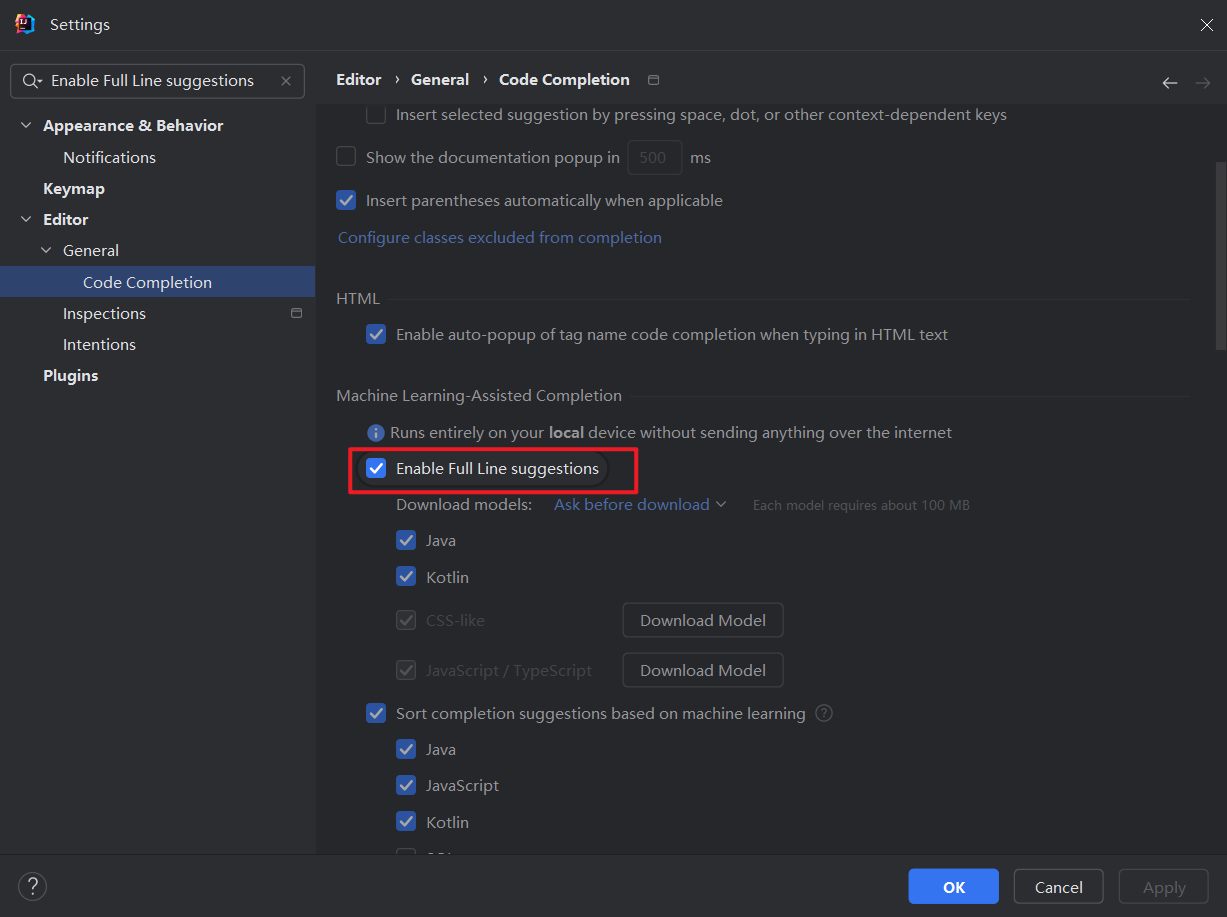 Settings
Enable Full Line suggestions
Appearance & Behavior
Notifications
Keymap
Editor
General
Code Completion
Inspections
Intentions
Plugins
Editor › General › Code Completion
Insert selected suggestion by pressing space, dot, or other context-dependent keys
Show the documentation popup in 500 ms
Insert parentheses automatically when applicable
Configure classes excluded from completion
HTML
Enable auto-popup of tag name code completion when typing in HTML text
Machine Learning-Assisted Completion
Runs entirely on your local device without sending anything over the internet
Enable Full Line suggestions
Download models: Ask before download Each model requires about 100 MB
Java
Kotlin
CSS-like Download Model
JavaScript / TypeScript Download Model
Sort completion suggestions based on machine learning ?
Java
JavaScript
Kotlin
? OK Cancel Apply